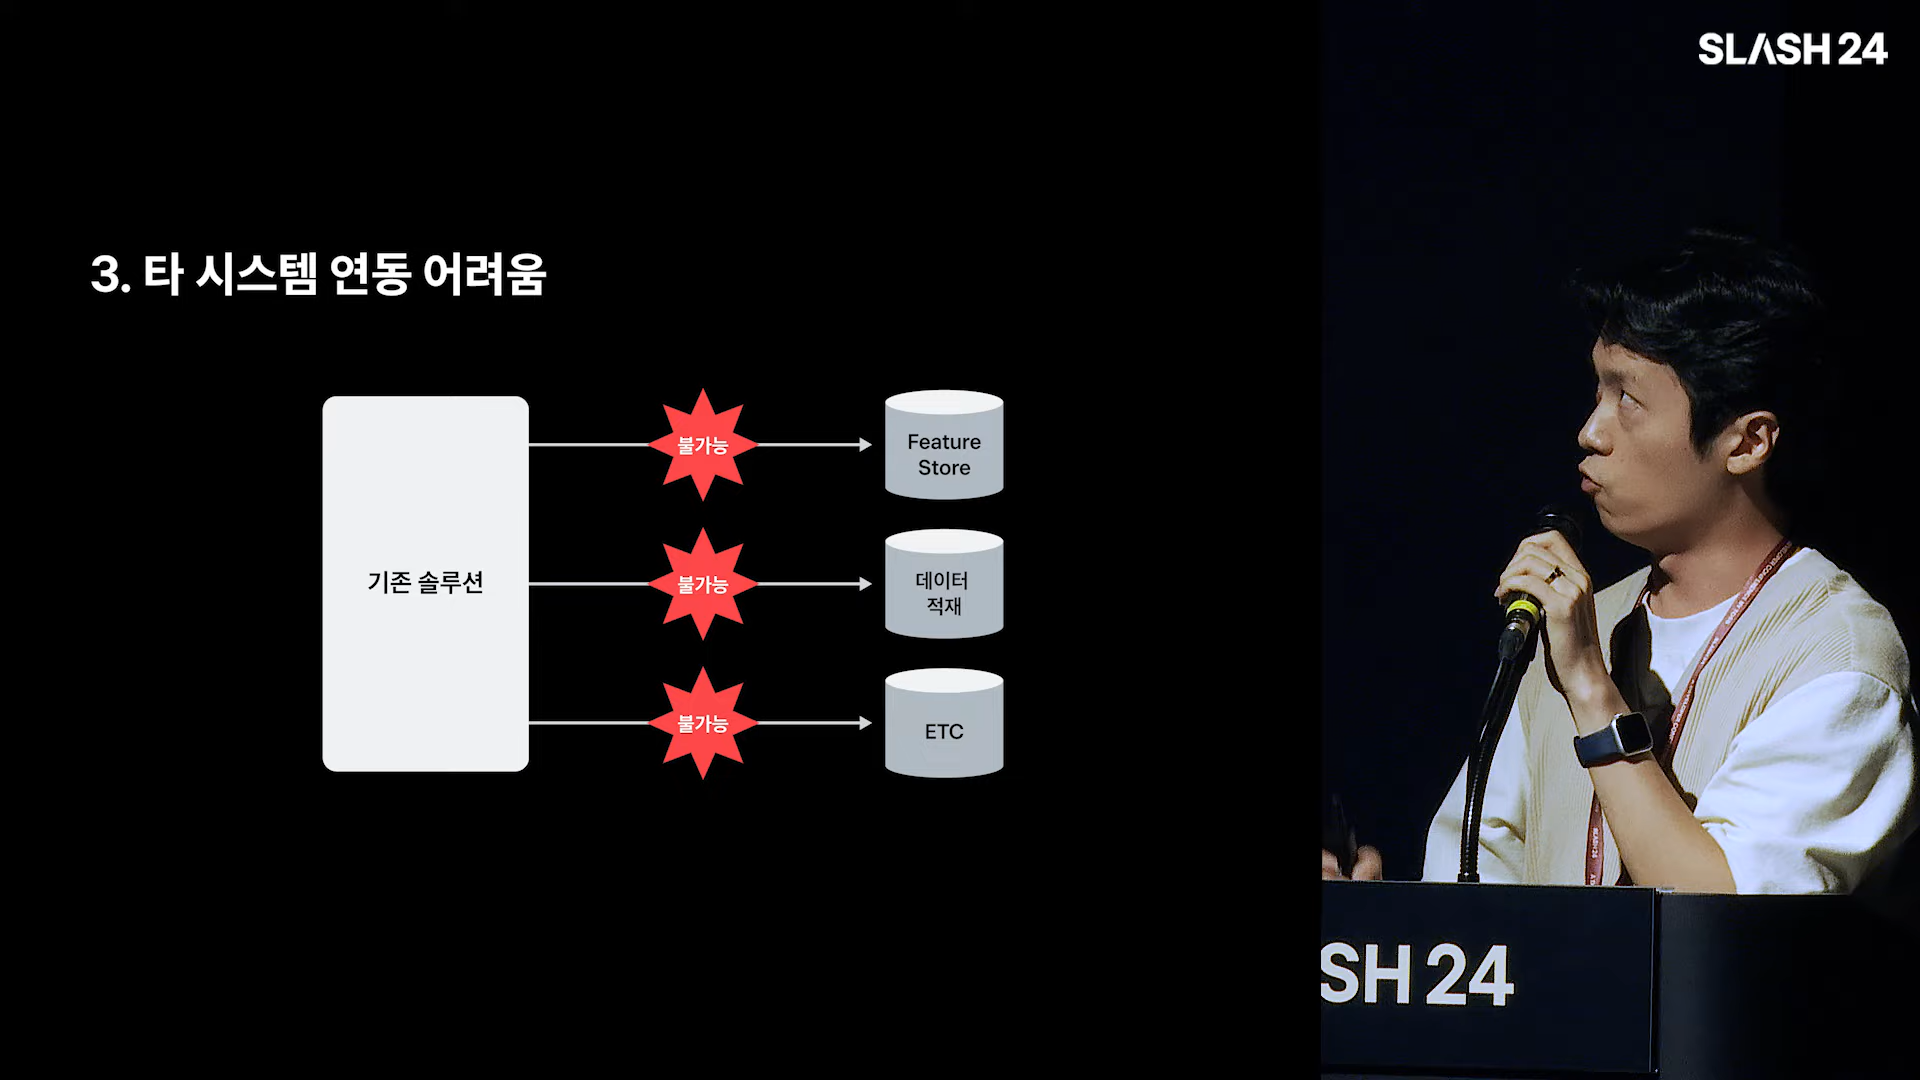 SLASH 24
3. 타 시스템 연동 어려움
기존 솔루션
불가능
Feature
Store
불가능
데이터
적재
불가능
ETC
SH 24